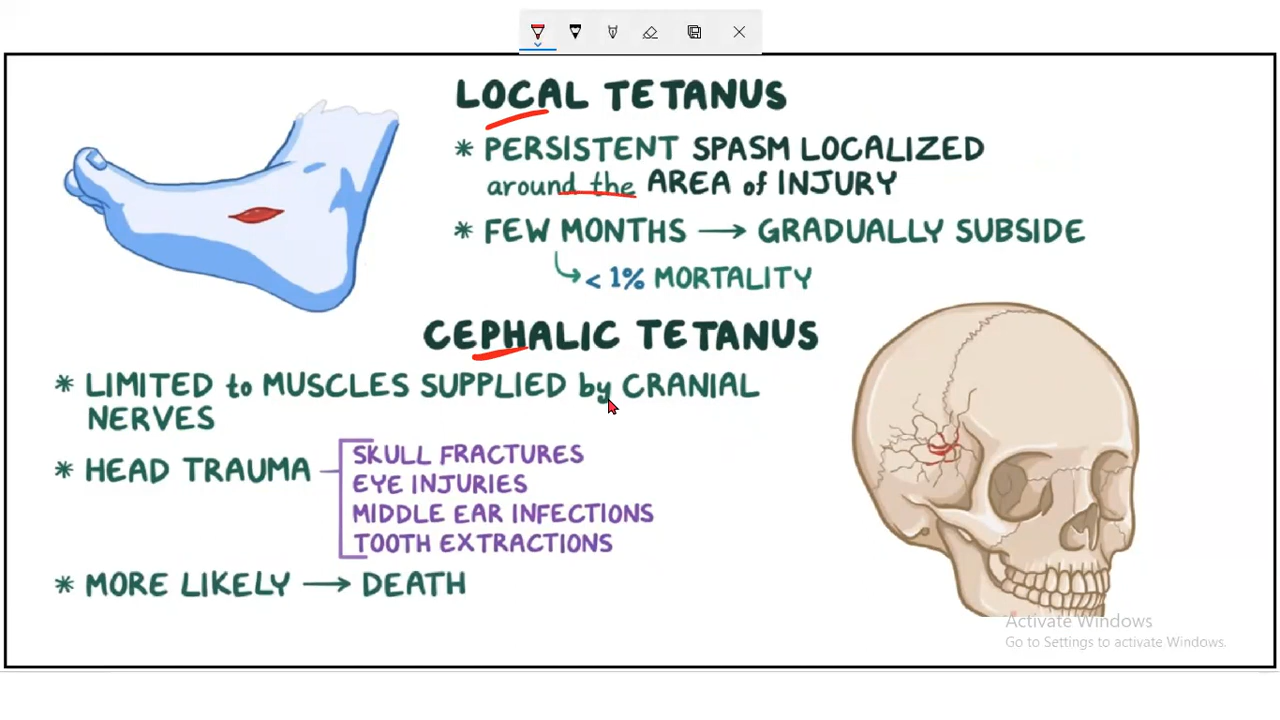 LOCAL TETANUS
* PERSISTENT SPASM LOCALIZED
around the AREA of INJURY
* FEW MONTHS → GRADUALLY SUBSIDE
↳ < 1% MORTALITY
CEPHALIC TETANUS
* LIMITED to MUSCLES SUPPLIED by CRANIAL
NERVES
* HEAD TRAUMA
SKULL FRACTURES
EYE INJURIES
MIDDLE EAR INFECTIONS
TOOTH EXTRACTIONS
* MORE LIKELY → DEATH
Activate Windows
Go to Settings to activate Windows.